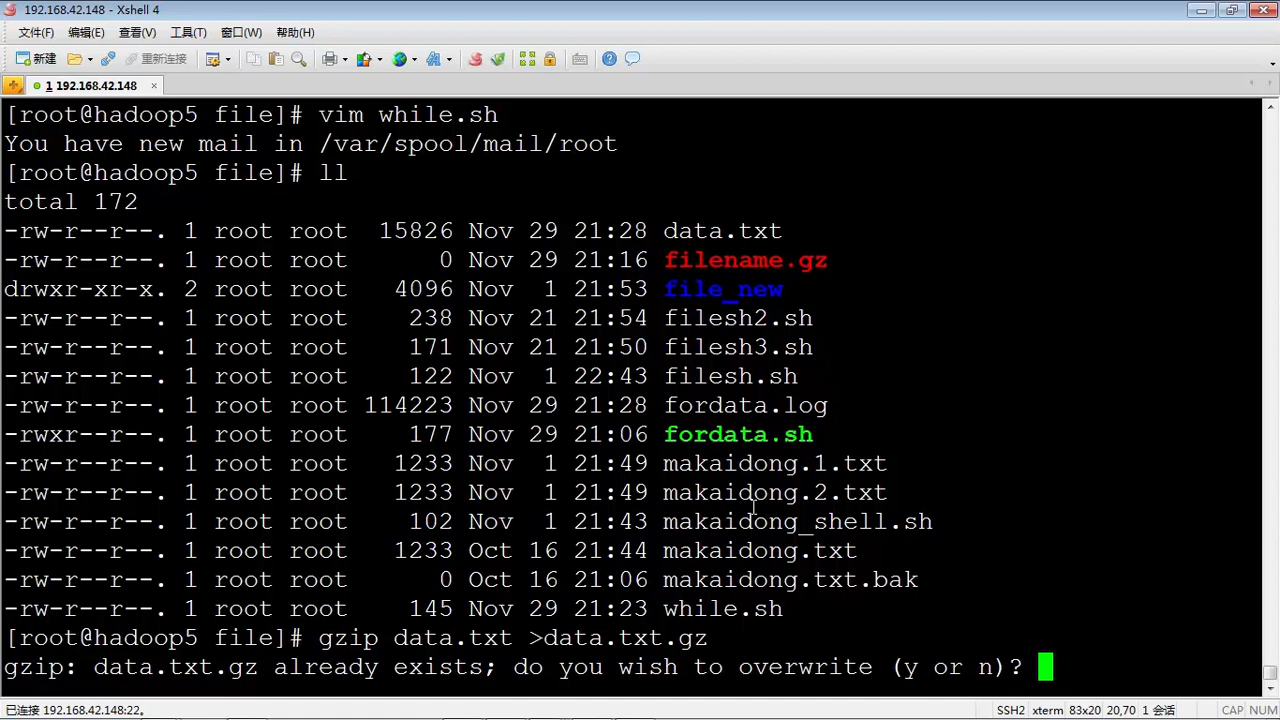 192.168.42.148 - Xshell 4
文件(F) 编辑(E) 查看(V) 工具(T) 窗口(W) 帮助(H)
新建 重新连接
1 192.168.42.148
[root@hadoop5 file]# vim while.sh
You have new mail in /var/spool/mail/root
[root@hadoop5 file]# ll
total 172
-rw-r--r--. 1 root root 15826 Nov 29 21:28 data.txt
-rw-r--r--. 1 root root 0 Nov 29 21:16 filename.gz
drwxr-xr-x. 2 root root 4096 Nov 1 21:53 file_new
-rw-r--r--. 1 root root 238 Nov 21 21:54 filesh2.sh
-rw-r--r--. 1 root root 171 Nov 21 21:50 filesh3.sh
-rw-r--r--. 1 root root 122 Nov 1 22:43 filesh.sh
-rw-r--r--. 1 root root 114223 Nov 29 21:28 fordata.log
-rwxr--r--. 1 root root 177 Nov 29 21:06 fordata.sh
-rw-r--r--. 1 root root 1233 Nov 1 21:49 makaidong.1.txt
-rw-r--r--. 1 root root 1233 Nov 1 21:49 makaidong.2.txt
-rw-r--r--. 1 root root 102 Nov 1 21:43 makaidong_shell.sh
-rw-r--r--. 1 root root 1233 Oct 16 21:44 makaidong.txt
-rw-r--r--. 1 root root 0 Oct 16 21:06 makaidong.txt.bak
-rw-r--r--. 1 root root 145 Nov 29 21:23 while.sh
[root@hadoop5 file]# gzip data.txt >data.txt.gz
gzip: data.txt.gz already exists; do you wish to overwrite (y or n)?
已连接 192.168.42.148:22。 SSH2 xterm 83x20 20,70 1 会话 CAP NUM